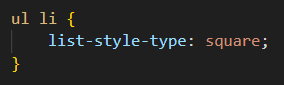 ul li {
    list-style-type: square;
}